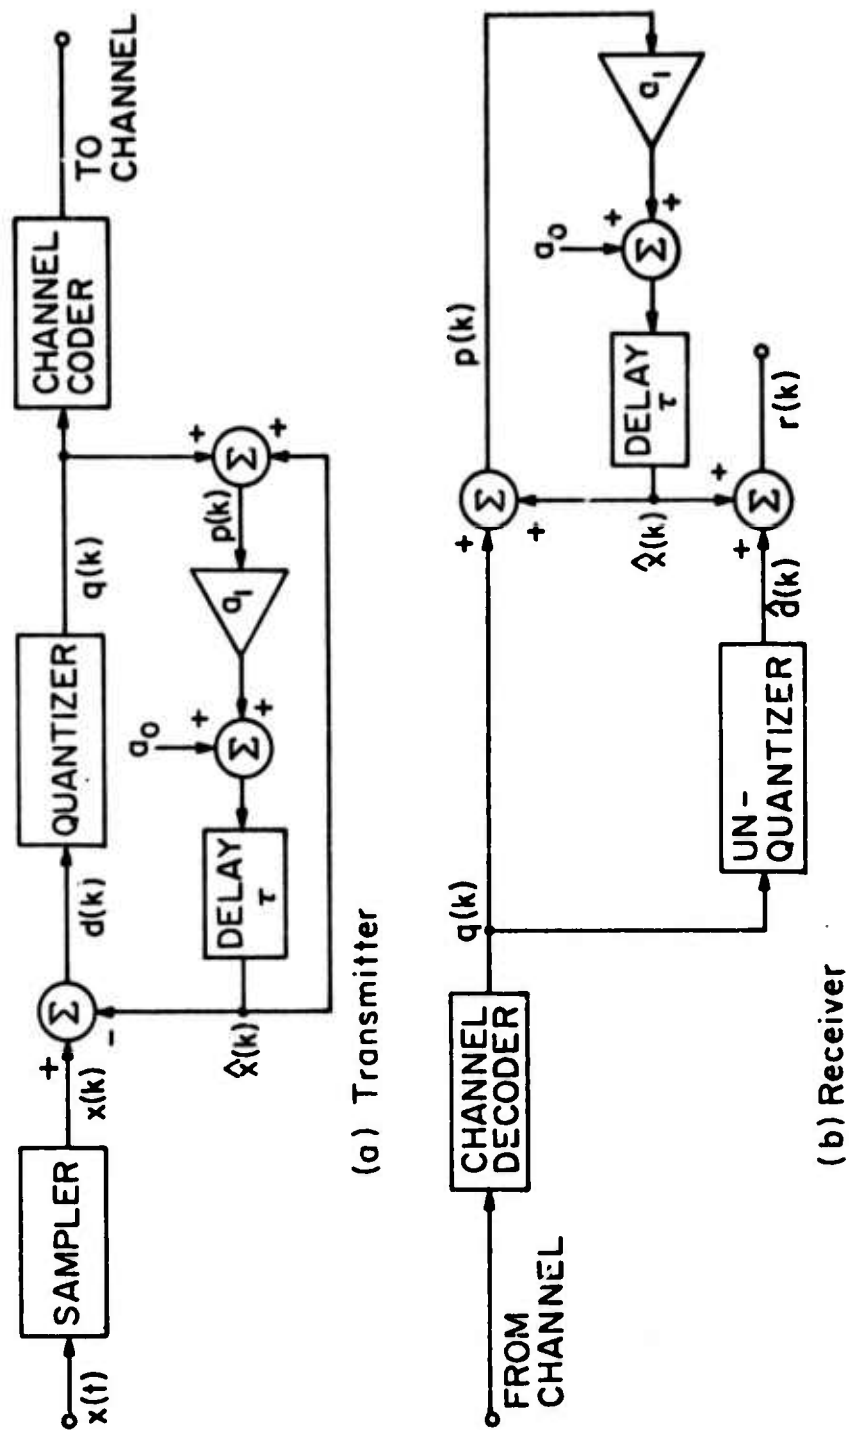 x(t)
SAMPLER
x(k)
+
-
Σ
d(k)
QUANTIZER
q(k)
CHANNEL
CODER
TO
CHANNEL
x̂(k)
DELAY
τ
a₀
+
+
Σ
a₁
p(k)
+
+
Σ
(a) Transmitter
FROM
CHANNEL
CHANNEL
DECODER
q(k)
+
+
Σ
p(k)
x̂(k)
DELAY
τ
a₀
+
+
Σ
a₁
UN-
QUANTIZER
d̂(k)
+
+
Σ
r(k)
(b) Receiver